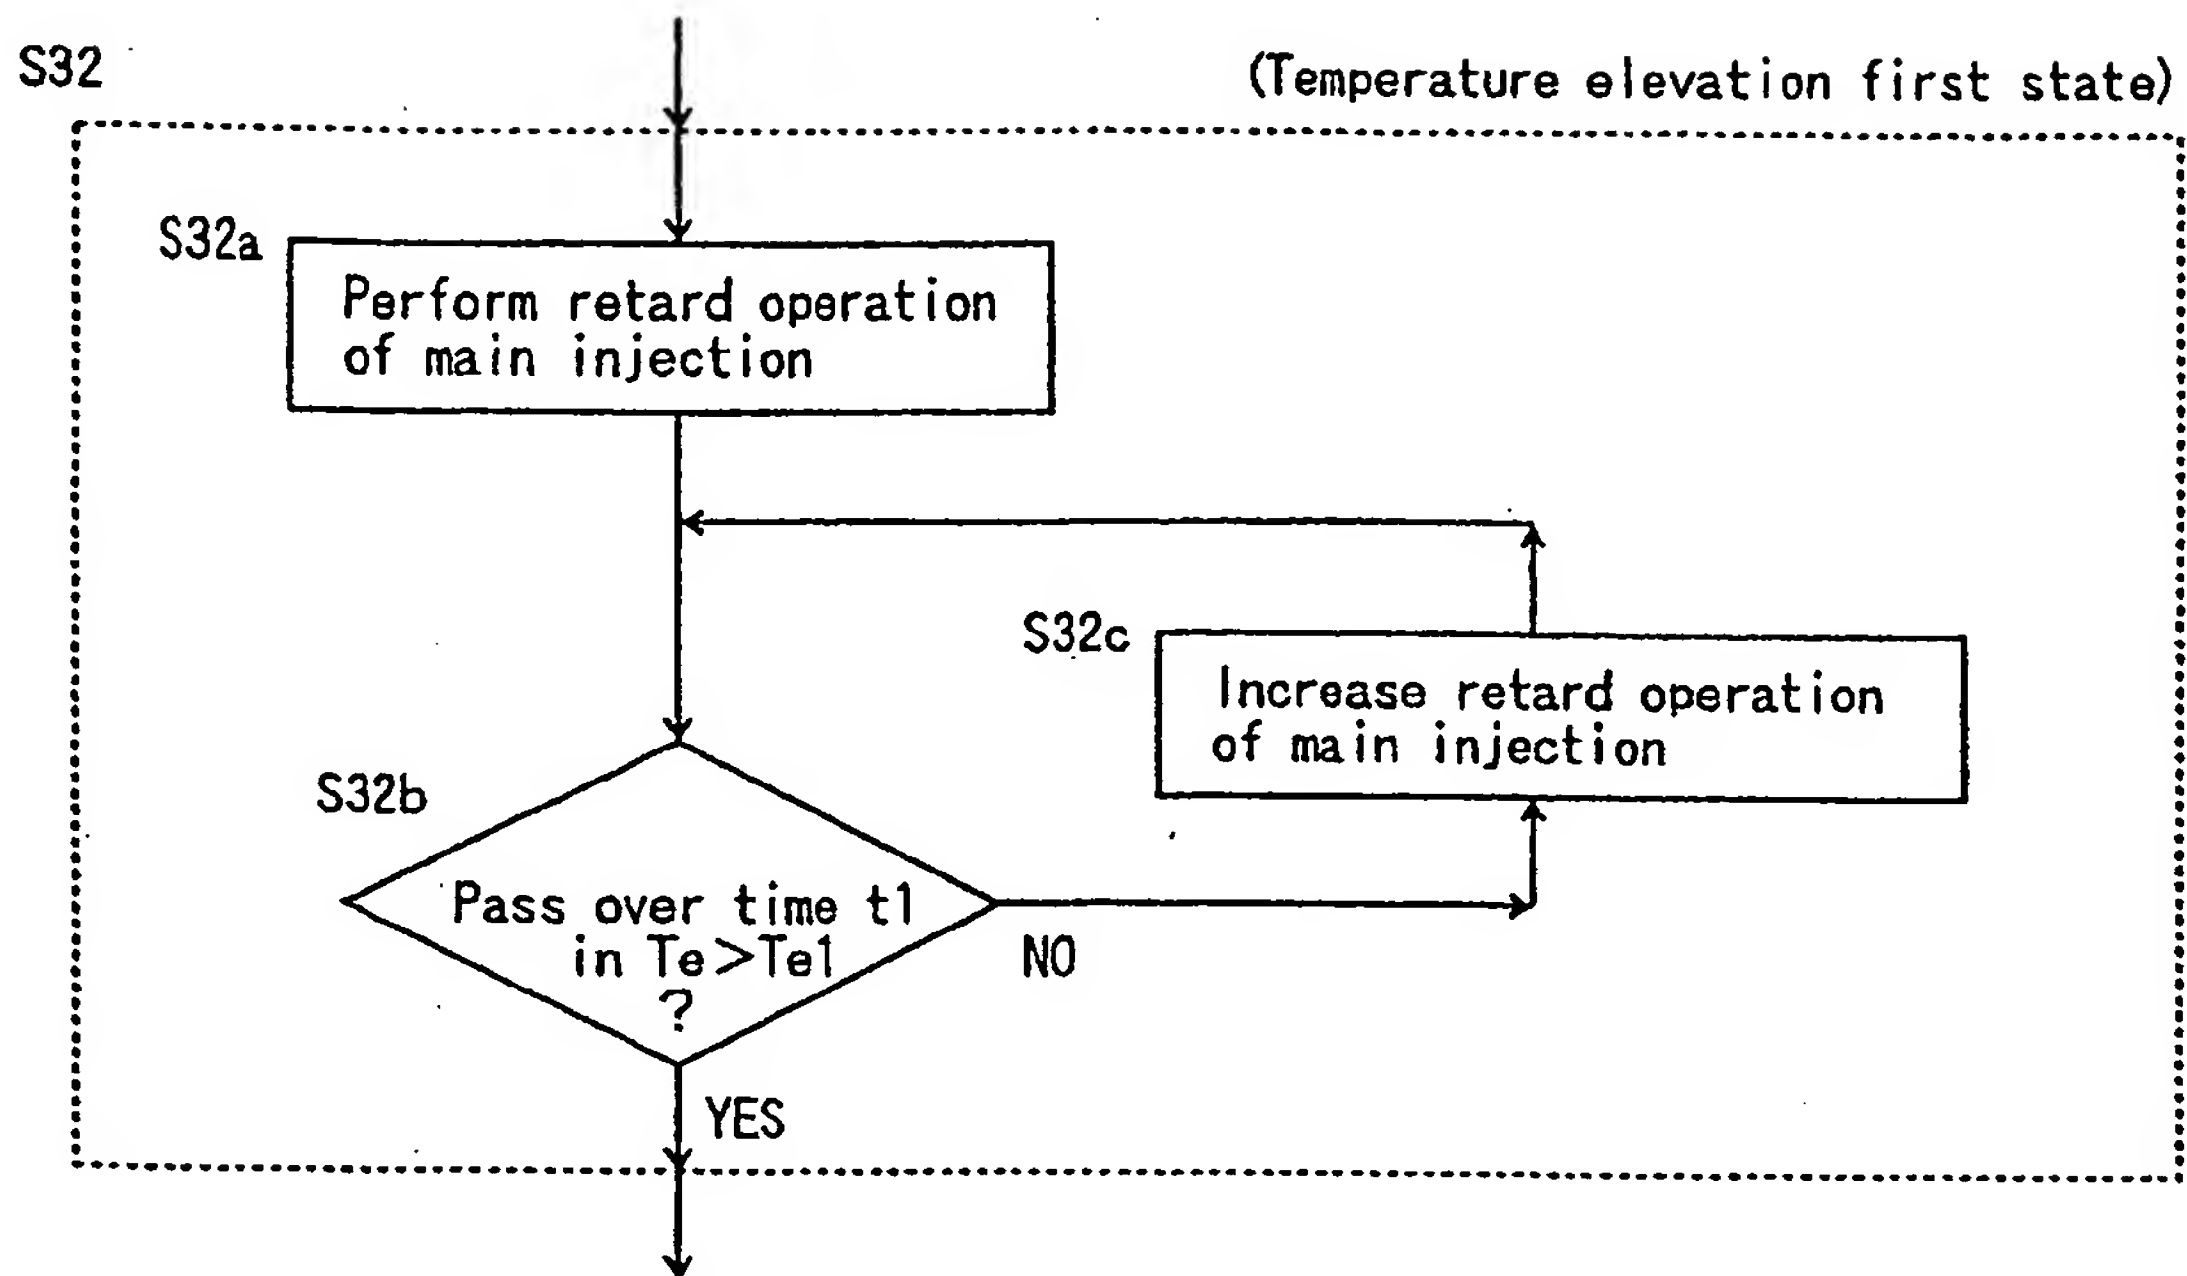 S32
(Temperature elevation first state)
S32a
Perform retard operation
of main injection
S32c
Increase retard operation
of main injection
S32b
Pass over time t1
in Te>Te1
?
NO
YES